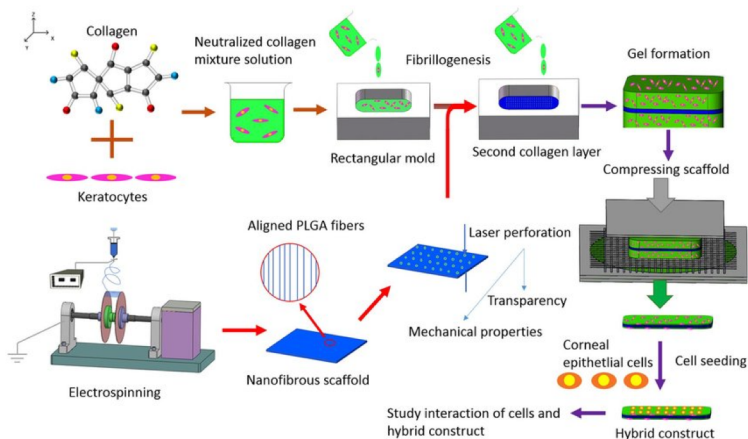 Z
Y
X
Collagen
Neutralized collagen
mixture solution
Fibrillogenesis
Gel formation
Rectangular mold
Second collagen layer
Keratocytes
Compressing scaffold
Aligned PLGA fibers
Laser perforation
Transparency
Mechanical properties
Electrospinning
Nanofibrous scaffold
Corneal
epithetlial cells
Cell seeding
Study interaction of cells and
hybrid construct
Hybrid construct